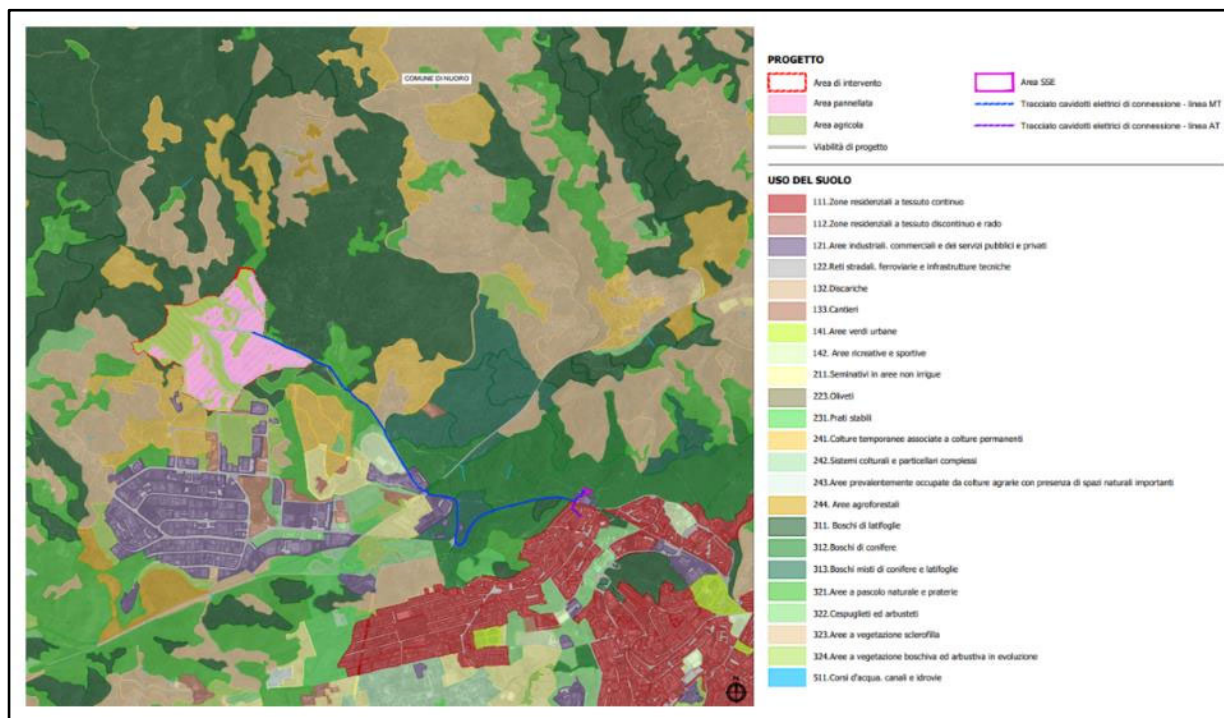 COMUNE DI NUORO
PROGETTO
Area di intervento
Area pannellata
Area agricola
Viabilità di progetto
Area SSE
Tracciato cavidotti elettrici di connessione - linea MT
Tracciato cavidotti elettrici di connessione - linea AT
USO DEL SUOLO
111.Zone residenziali a tessuto continuo
112.Zone residenziali a tessuto discontinuo e rado
121.Aree industriali. commerciali e dei servizi pubblici e privati
122.Reti stradali. ferroviarie e infrastrutture tecniche
132.Discariche
133.Cantieri
141.Aree verdi urbane
142. Aree ricreative e sportive
211.Seminativi in aree non irrigue
223.Oliveti
231.Prati stabili
241.Colture temporanee associate a colture permanenti
242.Sistemi colturali e particellari complessi
243.Aree prevalentemente occupate da colture agrarie con presenza di spazi naturali importanti
244. Aree agroforestali
311. Boschi di latifoglie
312.Boschi di conifere
313.Boschi misti di conifere e latifoglie
321.Aree a pascolo naturale e praterie
322.Cespuglieti ed arbusteti
323.Aree a vegetazione sclerofilla
324.Aree a vegetazione boschiva ed arbustiva in evoluzione
511.Corsi d'acqua. canali e idrovie
N